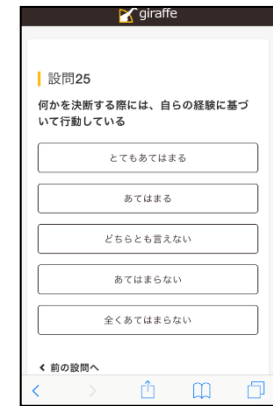 giraffe
設問25
何かを決断する際には、自らの経験に基づ
いて行動している
とてもあてはまる
あてはまる
どちらとも言えない
あてはまらない
全くあてはまらない
前の設問へ